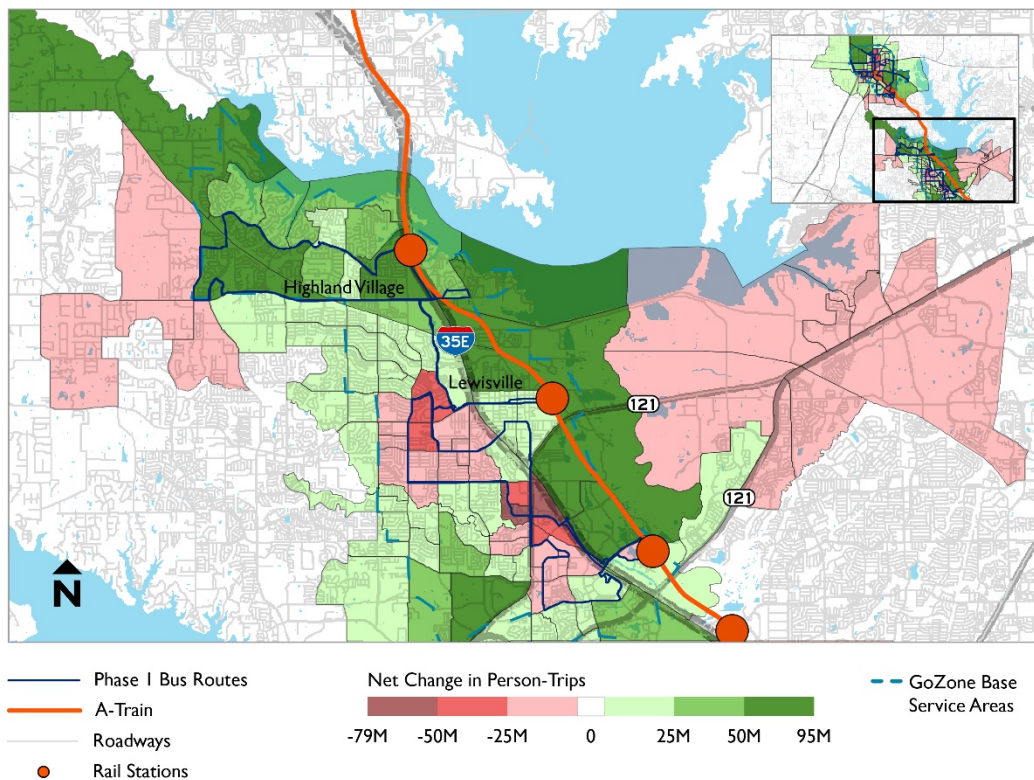 Highland Village
35E
Lewisville
121
121
N
Phase 1 Bus Routes
A-Train
Roadways
Rail Stations
Net Change in Person-Trips
-79M -50M -25M 0 25M 50M 95M
GoZone Base
Service Areas